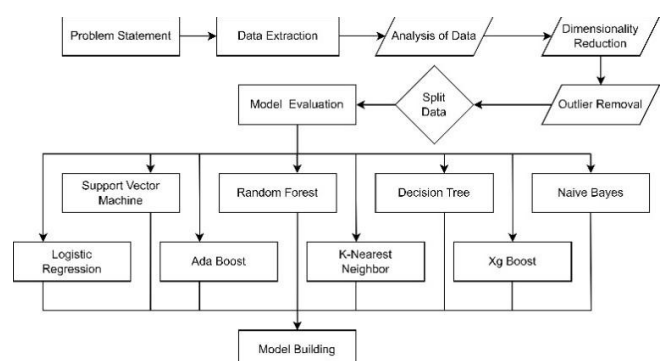 Problem Statement
Data Extraction
Analysis of Data
Dimensionality
Reduction
Model Evaluation
Split
Data
Outlier Removal
Support Vector
Machine
Random Forest
Decision Tree
Naive Bayes
Logistic
Regression
Ada Boost
K-Nearest
Neighbor
Xg Boost
Model Building